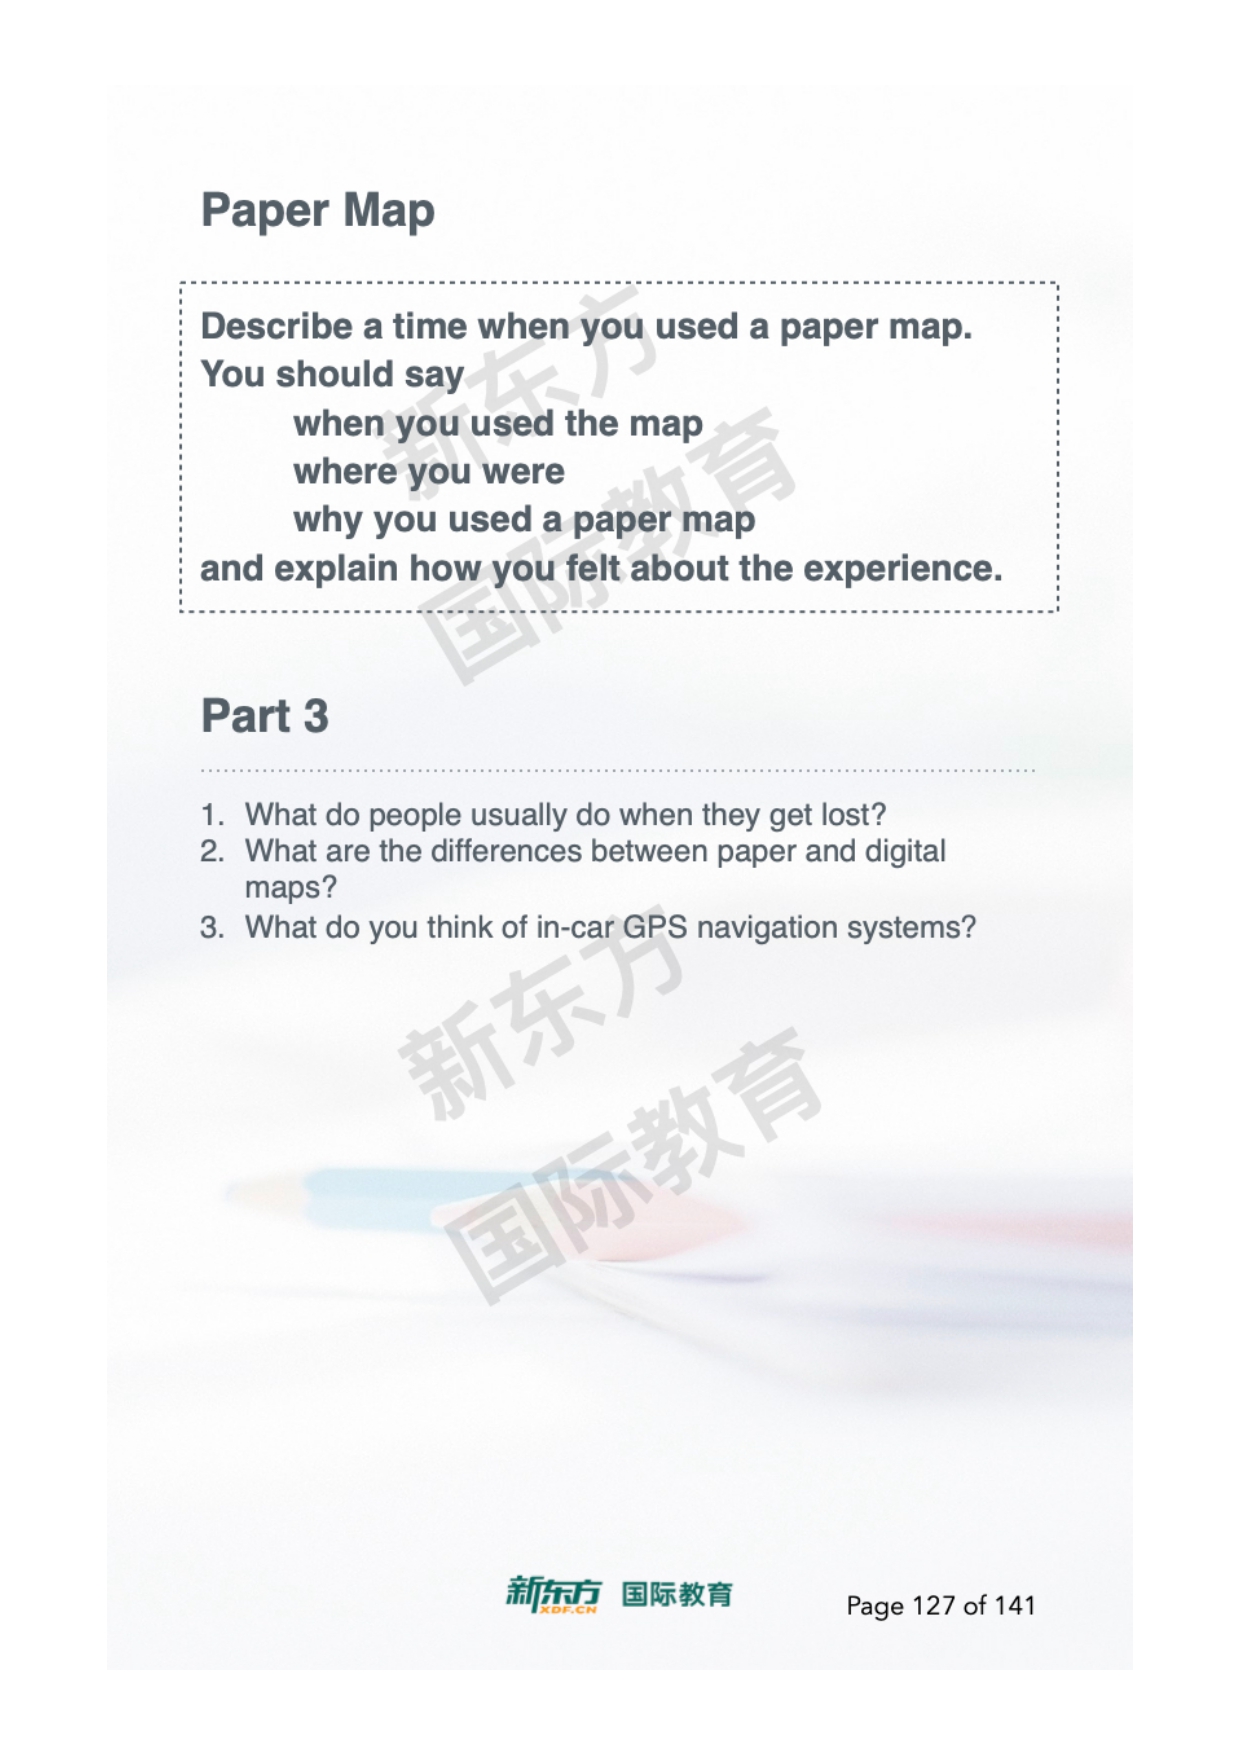 Paper Map
Describe a time when you used a paper map.
You should say
when you used the map
where you were
why you used a paper map
and explain how you felt about the experience.
新东方
国际教育
Part 3
1. What do people usually do when they get lost?
2. What are the differences between paper and digital
maps?
3. What do you think of in-car GPS navigation systems?
新东方
国际教育
新东方 国际教育
XDF.CN
Page 127 of 141